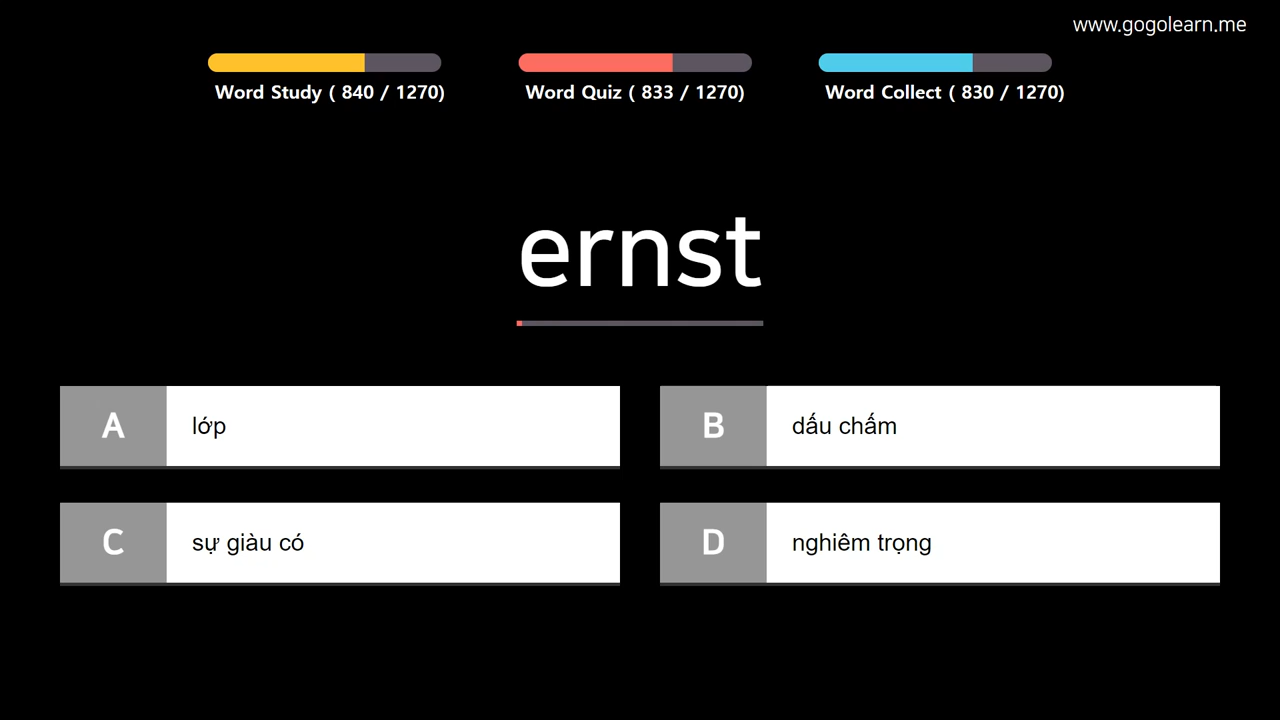 www.gogolearn.me
Word Study ( 840 / 1270)
Word Quiz ( 833 / 1270)
Word Collect ( 830 / 1270)
ernst
A
lớp
B
dấu chấm
C
sự giàu có
D
nghiêm trọng